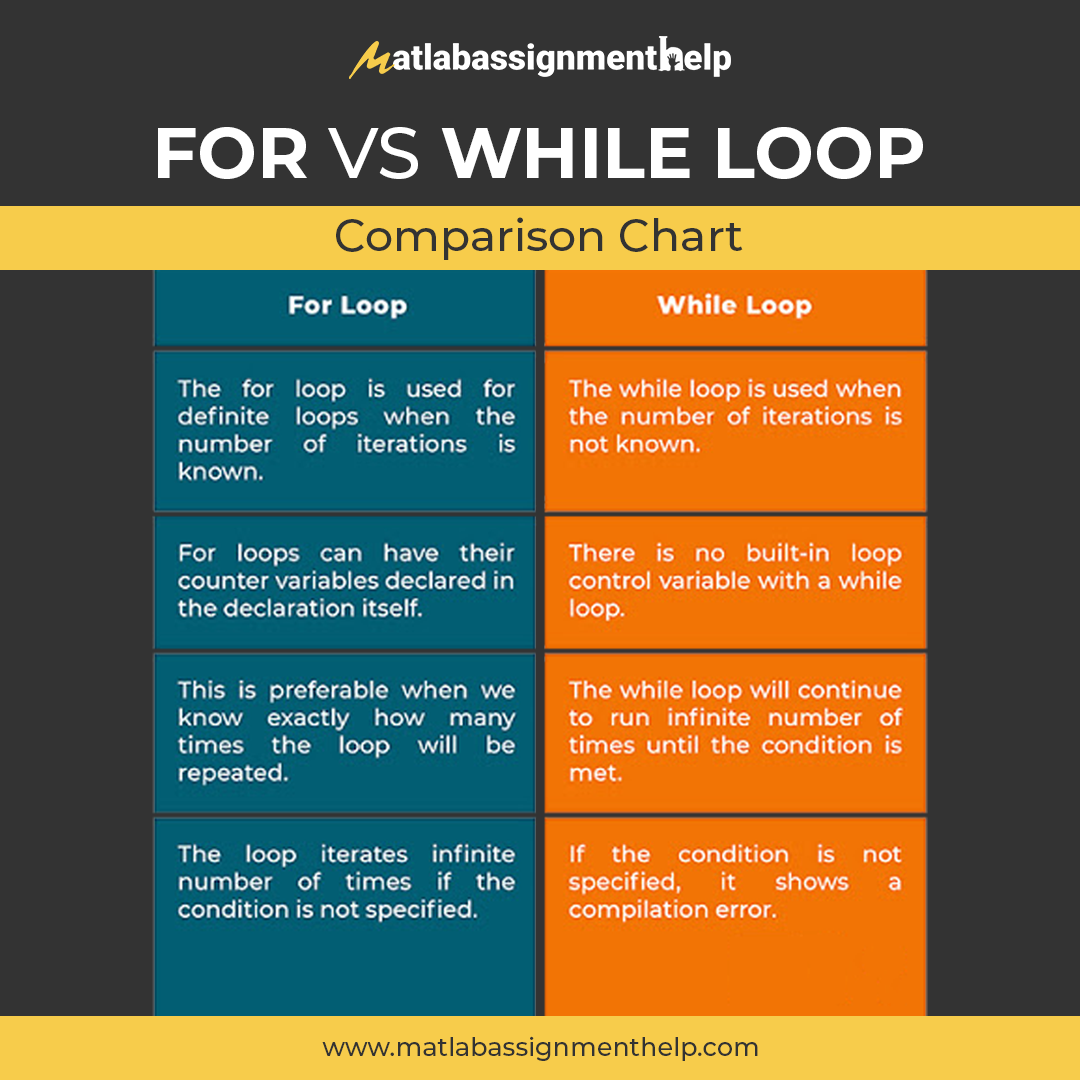 Matlabassignmenthelp
FOR VS WHILE LOOP
Comparison Chart
For Loop
The for loop is used for
definite loops when the
number of iterations is
known.
For loops can have their
counter variables declared in
the declaration itself.
This is preferable when we
know exactly how many
times the loop will be
repeated.
The loop iterates infinite
number of times if the
condition is not specified.
While Loop
The while loop is used when
the number of iterations is
not known.
There is no built-in loop
control variable with a while
loop.
The while loop will continue
to run infinite number of
times until the condition is
met.
If the condition is not
specified, it shows a
compilation error.
www.matlabassignmenthelp.com